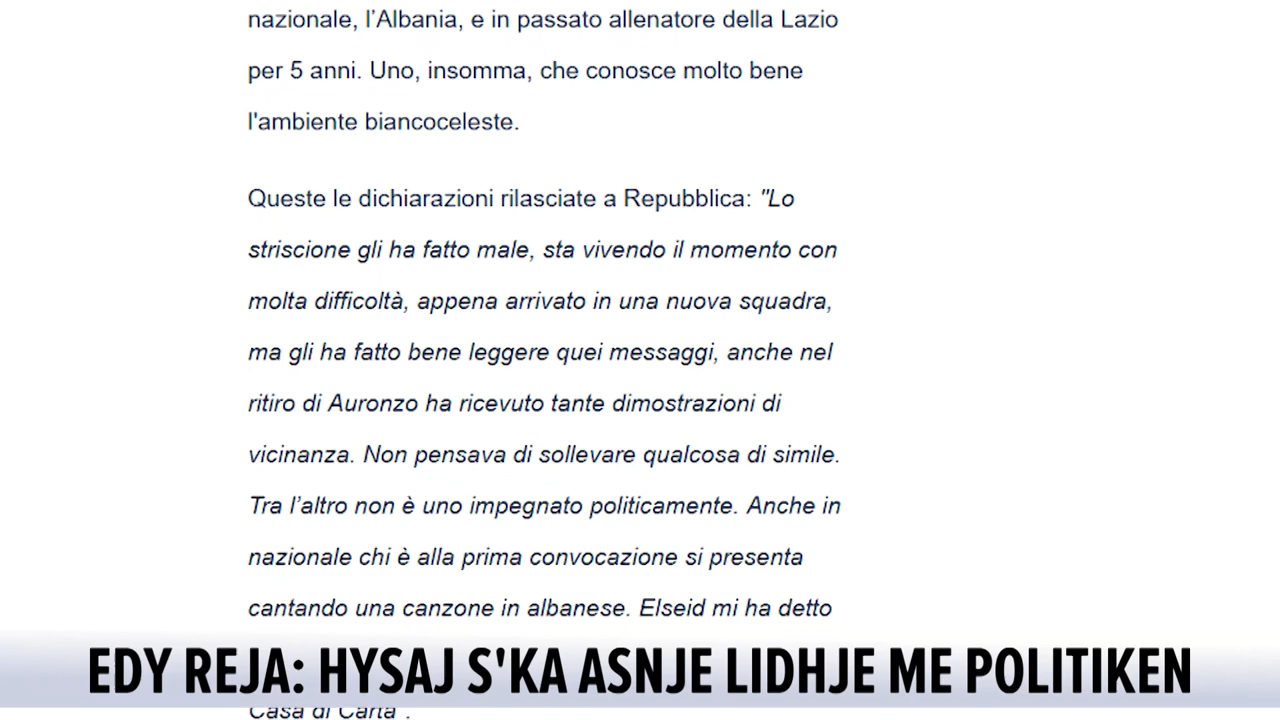 nazionale, l’Albania, e in passato allenatore della Lazio
per 5 anni. Uno, insomma, che conosce molto bene
l'ambiente biancoceleste.
Queste le dichiarazioni rilasciate a Repubblica: "Lo
striscione gli ha fatto male, sta vivendo il momento con
molta difficoltà, appena arrivato in una nuova squadra,
ma gli ha fatto bene leggere quei messaggi, anche nel
ritiro di Auronzo ha ricevuto tante dimostrazioni di
vicinanza. Non pensava di sollevare qualcosa di simile.
Tra l’altro non è uno impegnato politicamente. Anche in
nazionale chi è alla prima convocazione si presenta
cantando una canzone in albanese. Elseid mi ha detto
EDY REJA: HYSAJ S'KA ASNJE LIDHJE ME POLITIKEN
Casa di Carta".